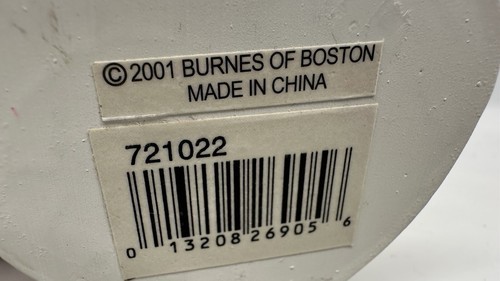 © 2001 BURNES OF BOSTON
MADE IN CHINA
721022
0 13208 26905 6